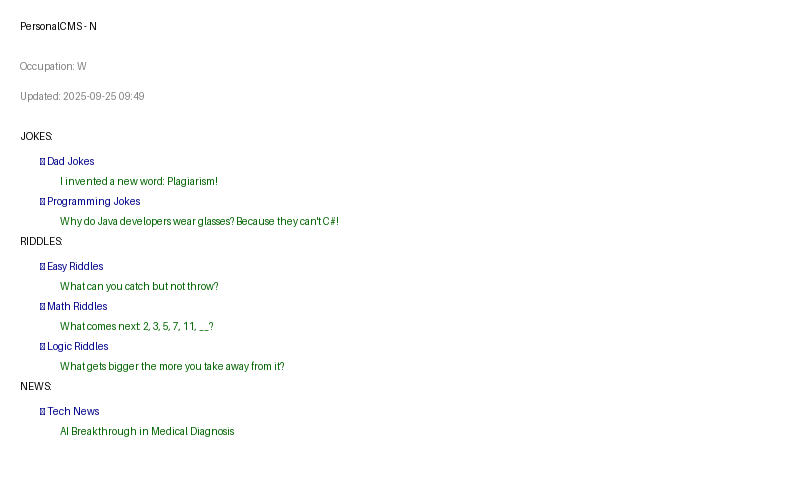 PersonalCMS - N
Occupation: W
Updated: 2025-09-25 09:49
JOKES:
Dad Jokes
I invented a new word: Plagiarism!
Programming Jokes
Why do Java developers wear glasses? Because they can't C#!
RIDDLES:
Easy Riddles
What can you catch but not throw?
Math Riddles
What comes next: 2, 3, 5, 7, 11, __?
Logic Riddles
What gets bigger the more you take away from it?
NEWS:
Tech News
AI Breakthrough in Medical Diagnosis